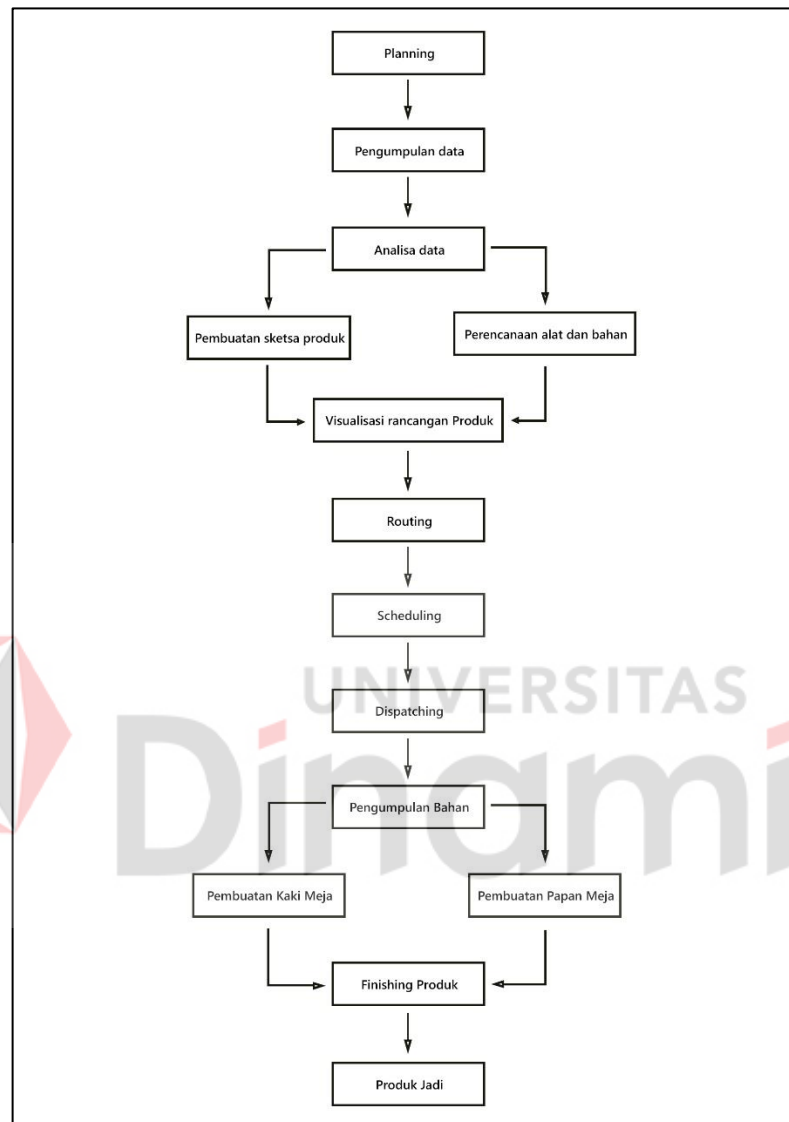 Planning
Pengumpulan data
Analisa data
Pembuatan sketsa produk
Perencanaan alat dan bahan
Visualisasi rancangan Produk
Routing
Scheduling
UNIVERSITAS
Dispatching
Dinami
Pengumpulan Bahan
Pembuatan Kaki Meja
Pembuatan Papan Meja
Finishing Produk
Produk Jadi